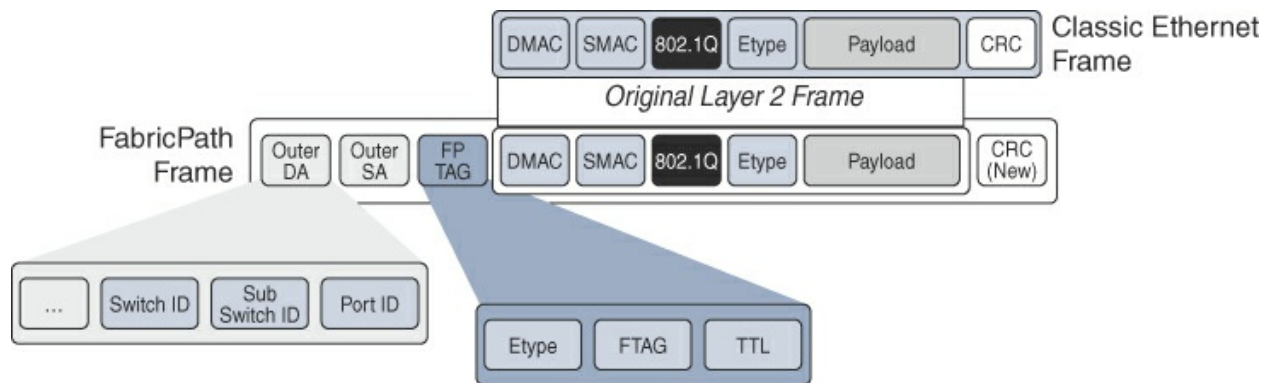 DMAC SMAC 802.1Q Etype Payload CRC
Classic Ethernet
Frame
Original Layer 2 Frame
FabricPath
Frame
Outer
DA
Outer
SA
FP
TAG
DMAC SMAC 802.1Q Etype Payload
CRC
(New)
...
Switch ID
Sub
Switch ID
Port ID
Etype FTAG TTL